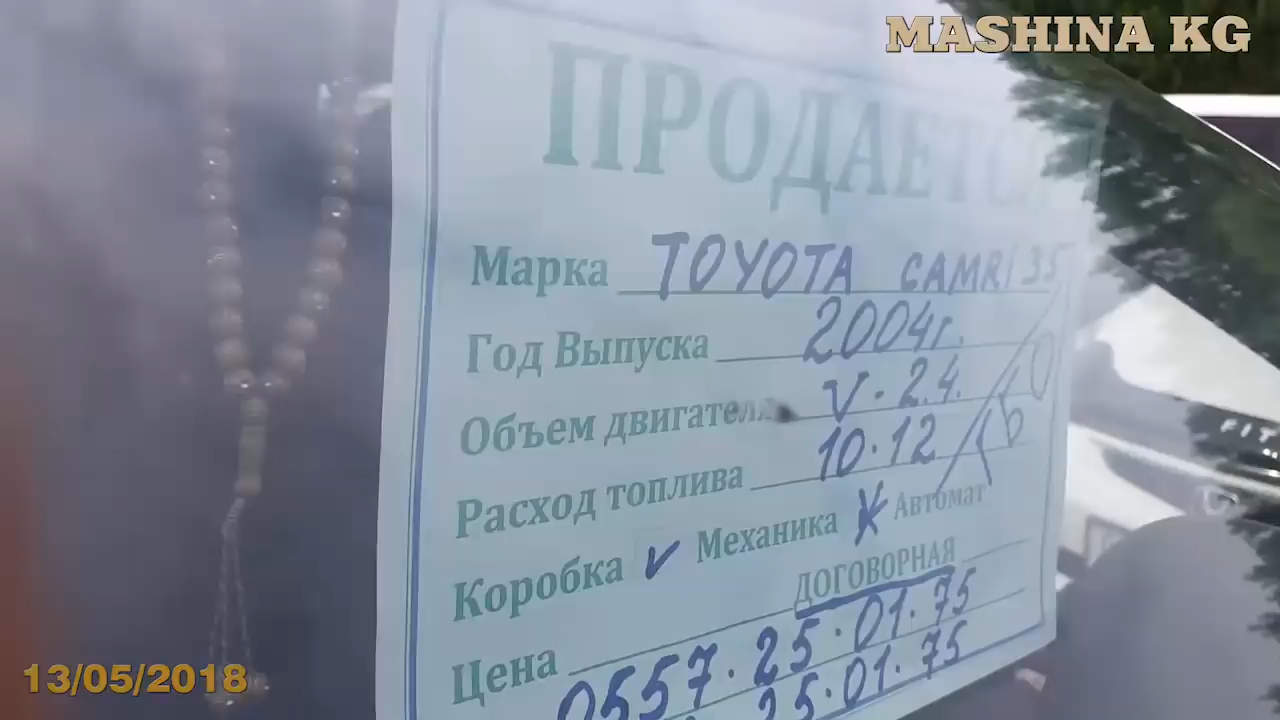 MASHINA KG
ПРОДАЕТСЯ
Марка TOYOTA CAMRI 35
Год Выпуска 2004г.
Объем двигателя V-2.4.
Расход топлива 10.12
Коробка v Механика Автомат
Цена ДОГОВОРНАЯ
0557.25.01.75
25.01.75
FIT
13/05/2018